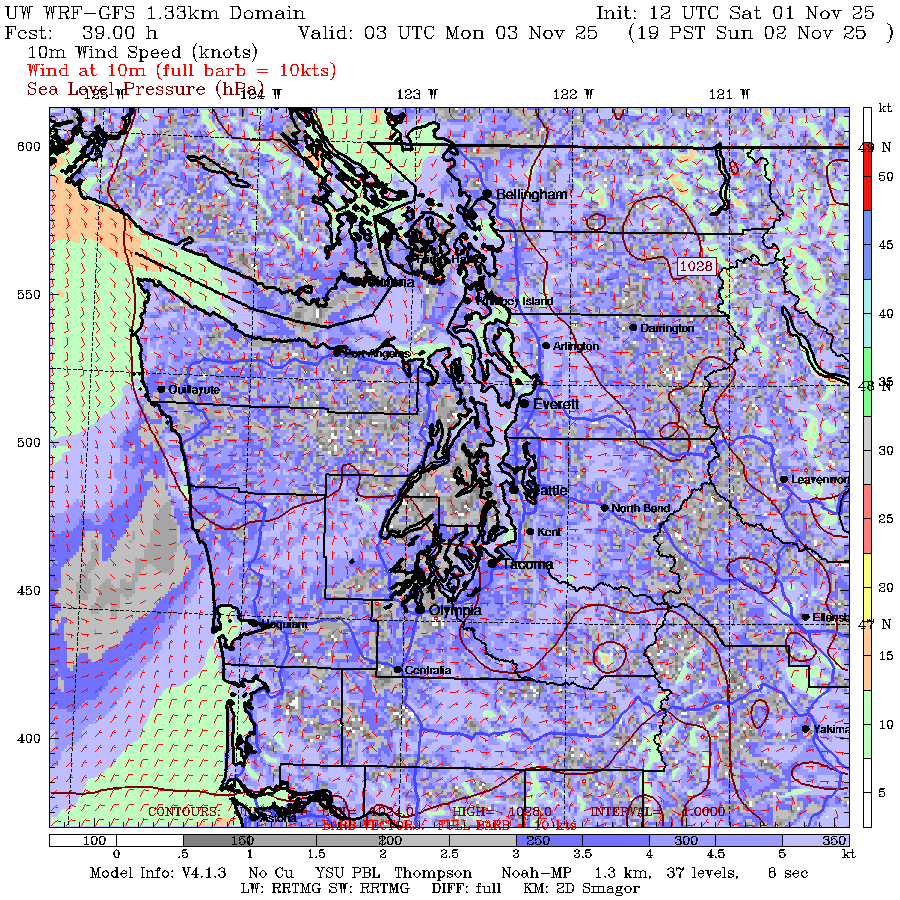 UW WRF-GFS 1.33km Domain Init: 12 UTC Sat 01 Nov 25
Fcst: 39.00 h Valid: 03 UTC Mon 03 Nov 25 (19 PST Sun 02 Nov 25 )
10m Wind Speed (knots)
Wind at 10m (full barb = 10kts)
Sea Level Pressure (hPa)
125 W 124 W 123 W 122 W 121 W
kt
600
49 N
50
Bellingham
45
1028
550
Whidbey Island
40
Darrington
Arlington
Port Angeles
35
48 N
Quillayute
Everett
500
30
Leavenwor
Seattle
North Bend
25
Kent
Tacoma
450
20
Olympia
Ellensb
Hoquiam
47 N
15
Centralia
400
10
Yakima
5
CONTOURS: HIGH= 1028.0 INTERVAL= 1.0000
BARB VECTORS: FULL BARB = 10 kts
100 150 200 250 300 350
0 .5 1 1.5 2 2.5 3 3.5 4 4.5 5 kt
Model Info: V4.1.3 No Cu YSU PBL Thompson Noah-MP 1.3 km, 37 levels, 8 sec
LW: RRTMG SW: RRTMG DIFF: full KM: 2D Smagor